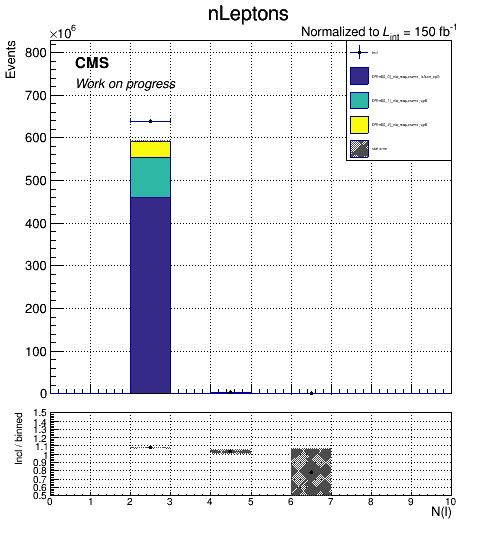 nLeptons
×10⁶
Normalized to L_int = 150 fb⁻¹
Events
CMS
Work on progress
800
700
600
500
400
300
200
100
0
Incl / binned
1.5
1.4
1.3
1.2
1.1
1
0.9
0.8
0.7
0.6
0.5
0 1 2 3 4 5 6 7 8 9 10
N(l)